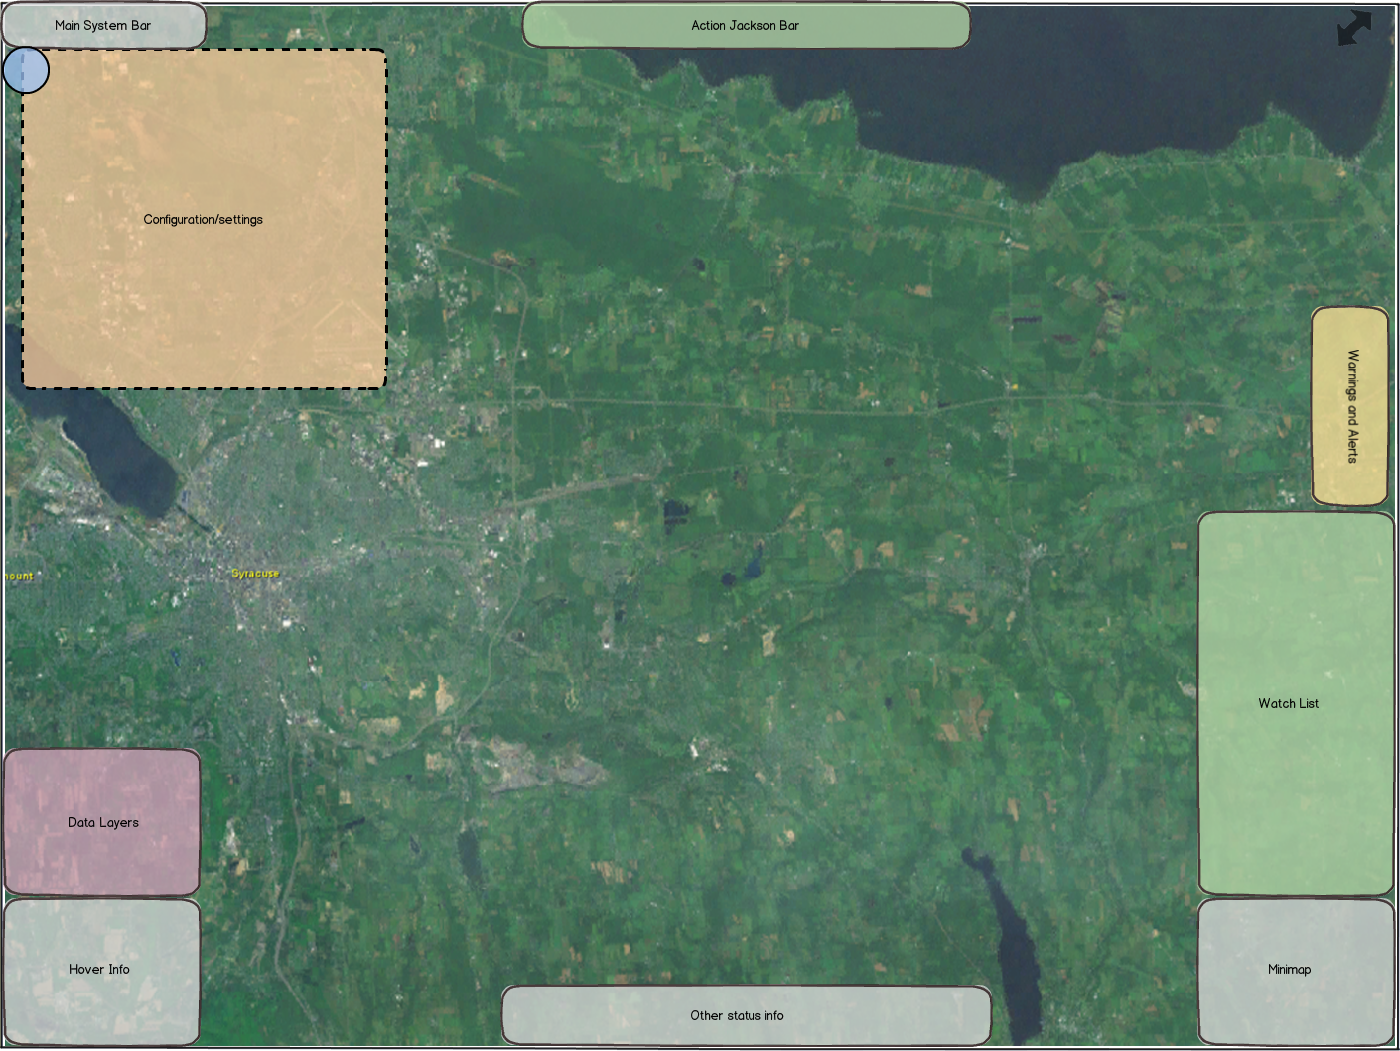 Main System Bar
Action Jackson Bar
Configuration/settings
Warnings and Alerts
Syracuse
Watch List
Data Layers
Hover Info
Minimap
Other status info